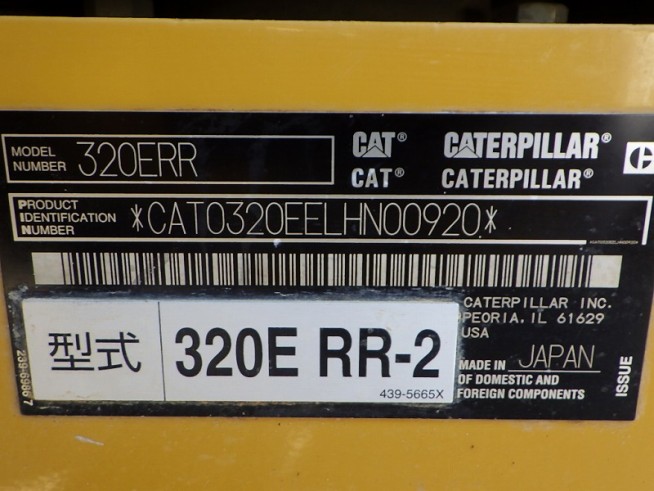 MODEL NUMBER 320ERR
CAT® CATERPILLAR®
CAT® CATERPILLAR®
PRODUCT IDENTIFICATION NUMBER *CAT0320EELHN00920*
CATERPILLAR INC.
PEORIA, IL 61629
USA
型式 320E RR-2
439-5665X
MADE IN JAPAN
OF DOMESTIC AND
FOREIGN COMPONENTS
ISSUE